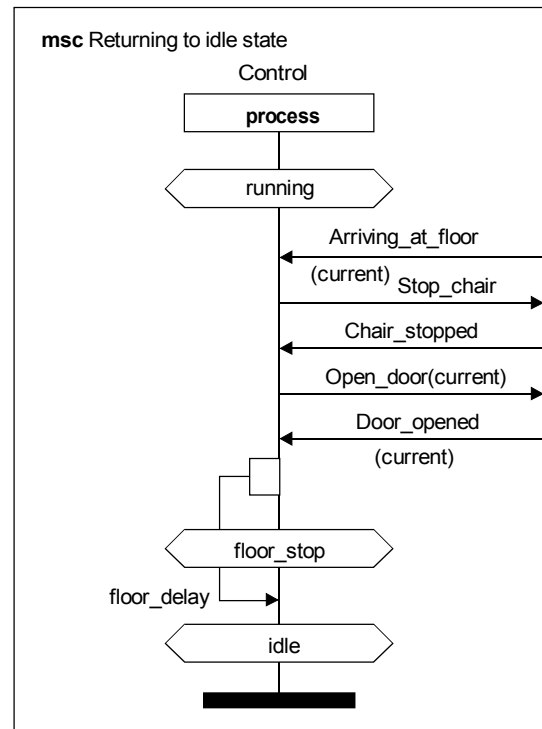 msc Returning to idle state
Control
process
running
Arriving_at_floor
(current)
Stop_chair
Chair_stopped
Open_door(current)
Door_opened
(current)
floor_stop
floor_delay
idle